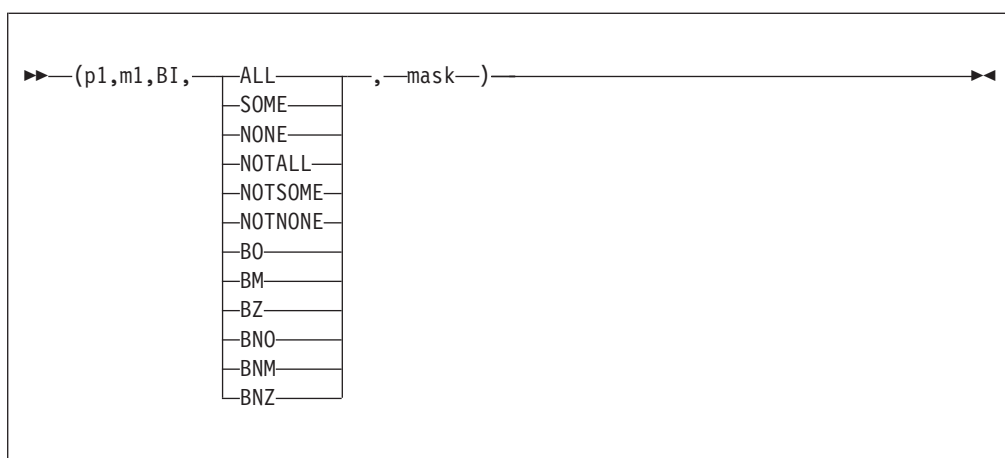 (p1,m1,BI, ALL , mask )
SOME
NONE
NOTALL
NOTSOME
NOTNONE
BO
BM
BZ
BNO
BNM
BNZ